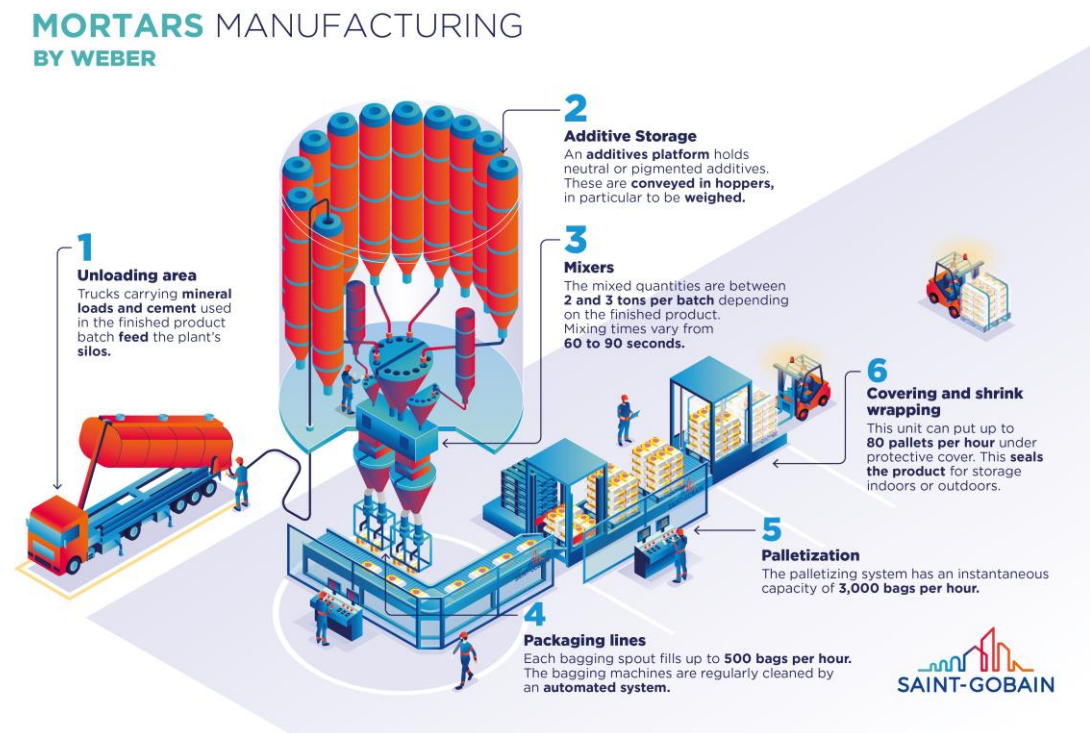 MORTARS MANUFACTURING
BY WEBER
1
Unloading area
Trucks carrying mineral
loads and cement used
in the finished product
batch feed the plant's
silos.
2
Additive Storage
An additives platform holds
neutral or pigmented additives.
These are conveyed in hoppers,
in particular to be weighed.
3
Mixers
The mixed quantities are between
2 and 3 tons per batch depending
on the finished product.
Mixing times vary from
60 to 90 seconds.
4
Packaging lines
Each bagging spout fills up to 500 bags per hour.
The bagging machines are regularly cleaned by
an automated system.
5
Palletization
The palletizing system has an instantaneous
capacity of 3,000 bags per hour.
6
Covering and shrink
wrapping
This unit can put up to
80 pallets per hour under
protective cover. This seals
the product for storage
indoors or outdoors.
SAINT-GOBAIN